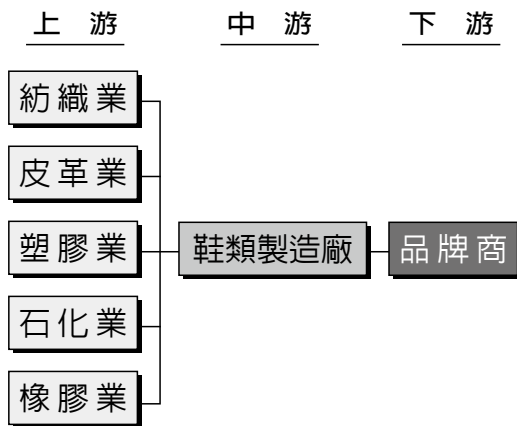 上游 中游 下游
紡織業
皮革業
塑膠業 鞋類製造廠 品牌商
石化業
橡膠業